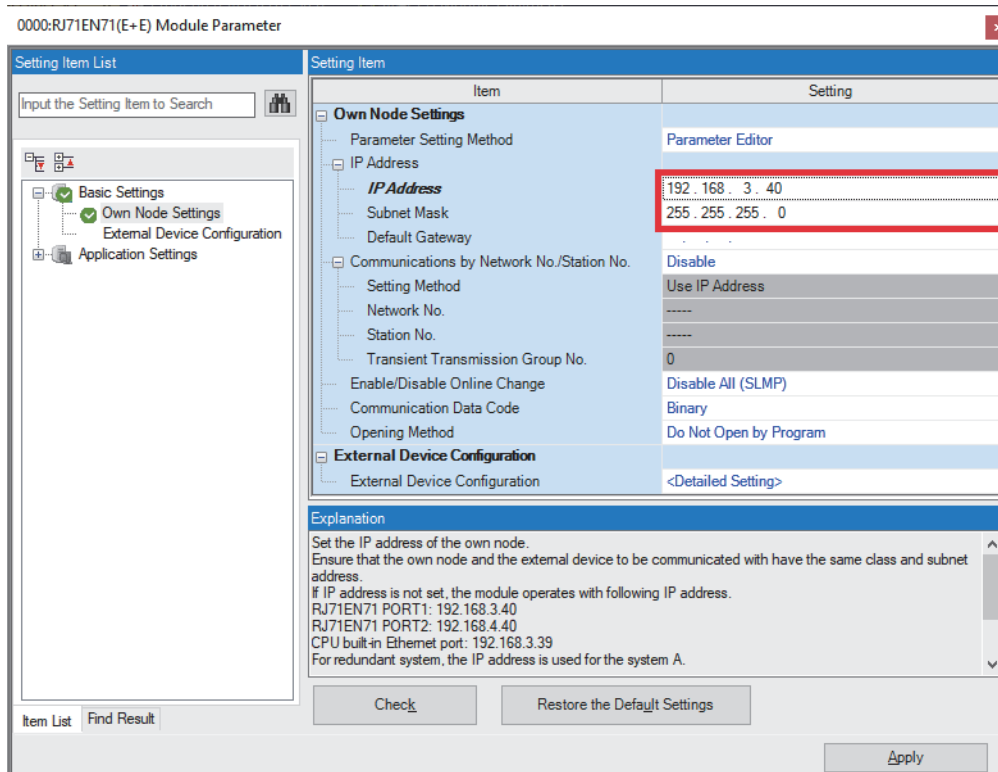 0000:RJ71EN71(E+E) Module Parameter
Setting Item List
Input the Setting Item to Search
Basic Settings
Own Node Settings
External Device Configuration
Application Settings
Item List
Find Result
Setting Item
Item Setting
Own Node Settings
Parameter Setting Method Parameter Editor
IP Address
IP Address 192 . 168 . 3 . 40
Subnet Mask 255 . 255 . 255 . 0
Default Gateway . . .
Communications by Network No./Station No. Disable
Setting Method Use IP Address
Network No. -----
Station No. -----
Transient Transmission Group No. 0
Enable/Disable Online Change Disable All (SLMP)
Communication Data Code Binary
Opening Method Do Not Open by Program
External Device Configuration
External Device Configuration <Detailed Setting>
Explanation
Set the IP address of the own node.
Ensure that the own node and the external device to be communicated with have the same class and subnet
address.
If IP address is not set, the module operates with following IP address.
RJ71EN71 PORT1: 192.168.3.40
RJ71EN71 PORT2: 192.168.4.40
CPU built-in Ethernet port: 192.168.3.39
For redundant system, the IP address is used for the system A.
Check
Restore the Default Settings
Apply